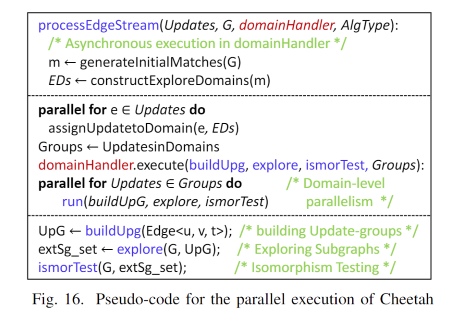 processEdgeStream(Updates, G, domainHandler, AlgType):
/* Asynchronous execution in domainHandler */
m ← generateInitialMatches(G)
EDs ← constructExploreDomains(m)
parallel for e ∈ Updates do
assignUpdatetoDomain(e, EDs)
Groups ← UpdatesinDomains
domainHandler.execute(buildUpg, explore, ismorTest, Groups):
parallel for Updates ∈ Groups do /* Domain-level
run(buildUpG, explore, ismorTest) parallelism */
UpG ← buildUpg(Edge<u, v, t>); /* building Update-groups */
extSg_set ← explore(G, UpG); /* Exploring Subgraphs */
ismorTest(G, extSg_set); /* Isomorphism Testing */
Fig. 16. Pseudo-code for the parallel execution of Cheetah